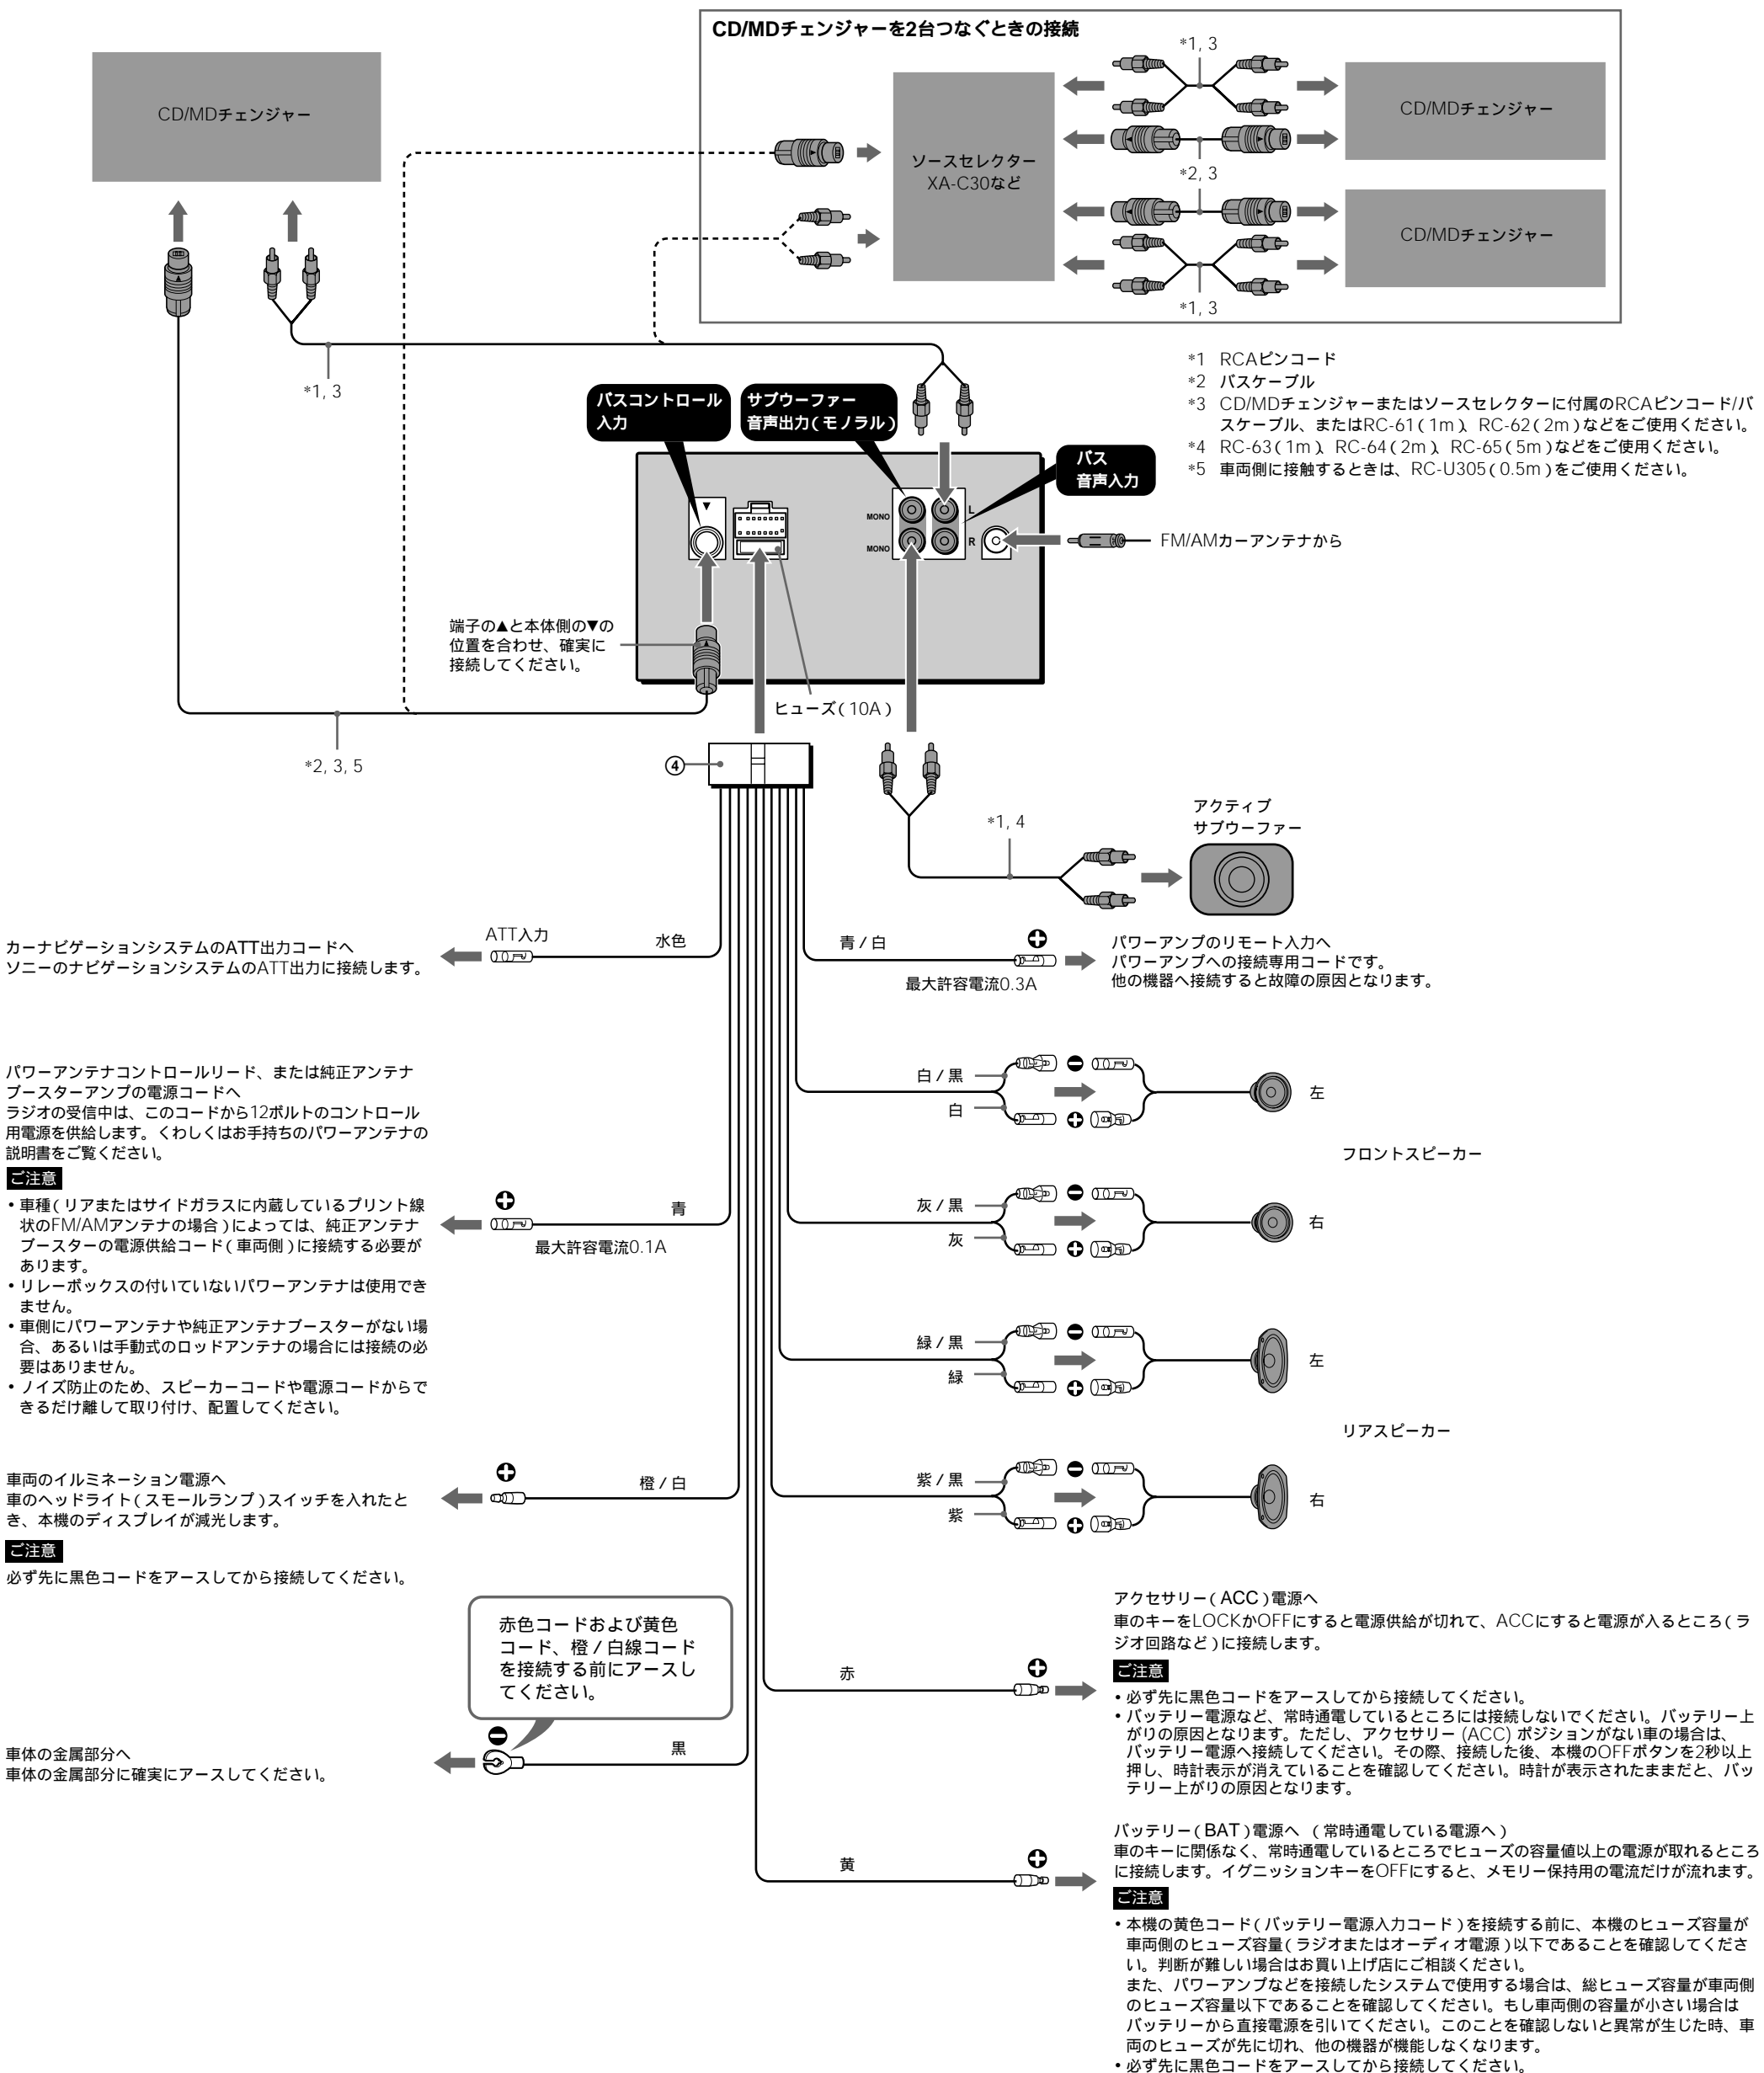 CD/MDチェンジャーを2台つなぐときの接続
CD/MDチェンジャー
*1, 3
CD/MDチェンジャー
ソースセレクター
XA-C30など
*2, 3
CD/MDチェンジャー
*1, 3
*1, 3
*1 RCAピンコード
*2 バスケーブル
*3 CD/MDチェンジャーまたはソースセレクターに付属のRCAピンコード/バ
スケーブル、またはRC-61(1m)、RC-62(2m)などをご使用ください。
*4 RC-63(1m)、RC-64(2m)、RC-65(5m)などをご使用ください。
*5 車両側に接触するときは、RC-U305(0.5m)をご使用ください。
バスコントロール
入力
サブウーファー
音声出力(モノラル)
バス
音声入力
▼
MONO
L
MONO
R
FM/AMカーアンテナから
端子の▲と本体側の▼の
位置を合わせ、確実に
接続してください。
ヒューズ(10A)
*2, 3, 5
④
*1, 4
アクティブ
サブウーファー
カーナビゲーションシステムのATT出力コードへ
ソニーのナビゲーションシステムのATT出力に接続します。
ATT入力
水色
青/白
最大許容電流0.3A
パワーアンプのリモート入力へ
パワーアンプへの接続専用コードです。
他の機器へ接続すると故障の原因となります。
パワーアンテナコントロールリード、または純正アンテナ
ブースターアンプの電源コードへ
ラジオの受信中は、このコードから12ボルトのコントロール
用電源を供給します。くわしくはお手持ちのパワーアンテナの
説明書をご覧ください。
ご注意
•車種(リアまたはサイドガラスに内蔵しているプリント線
状のFM/AMアンテナの場合)によっては、純正アンテナ
ブースターの電源供給コード(車両側)に接続する必要が
あります。
•リレーボックスの付いていないパワーアンテナは使用でき
ません。
•車側にパワーアンテナや純正アンテナブースターがない場
合、あるいは手動式のロッドアンテナの場合には接続の必
要はありません。
•ノイズ防止のため、スピーカーコードや電源コードからで
きるだけ離して取り付け、配置してください。
青
最大許容電流0.1A
白/黒
白
左
フロントスピーカー
灰/黒
灰
右
緑/黒
緑
左
リアスピーカー
紫/黒
紫
右
車両のイルミネーション電源へ
車のヘッドライト(スモールランプ)スイッチを入れたと
き、本機のディスプレイが減光します。
ご注意
必ず先に黒色コードをアースしてから接続してください。
橙/白
赤色コードおよび黄色
コード、橙/白線コード
を接続する前にアースし
てください。
車体の金属部分へ
車体の金属部分に確実にアースしてください。
黒
赤
アクセサリー(ACC)電源へ
車のキーをLOCKかOFFにすると電源供給が切れて、ACCにすると電源が入るところ(ラ
ジオ回路など)に接続します。
ご注意
•必ず先に黒色コードをアースしてから接続してください。
•バッテリー電源など、常時通電しているところには接続しないでください。バッテリー上
がりの原因となります。ただし、アクセサリー (ACC) ポジションがない車の場合は、
バッテリー電源へ接続してください。その際、接続した後、本機のOFFボタンを2秒以上
押し、時計表示が消えていることを確認してください。時計が表示されたままだと、バッ
テリー上がりの原因となります。
黄
バッテリー(BAT)電源へ (常時通電している電源へ)
車のキーに関係なく、常時通電しているところでヒューズの容量値以上の電源が取れるところ
に接続します。イグニッションキーをOFFにすると、メモリー保持用の電流だけが流れます。
ご注意
•本機の黄色コード(バッテリー電源入力コード)を接続する前に、本機のヒューズ容量が
車両側のヒューズ容量(ラジオまたはオーディオ電源)以下であることを確認してくださ
い。判断が難しい場合はお買い上げ店にご相談ください。
また、パワーアンプなどを接続したシステムで使用する場合は、総ヒューズ容量が車両側
のヒューズ容量以下であることを確認してください。もし車両側の容量が小さい場合は
バッテリーから直接電源を引いてください。このことを確認しないと異常が生じた時、車
両のヒューズが先に切れ、他の機器が機能しなくなります。
•必ず先に黒色コードをアースしてから接続してください。